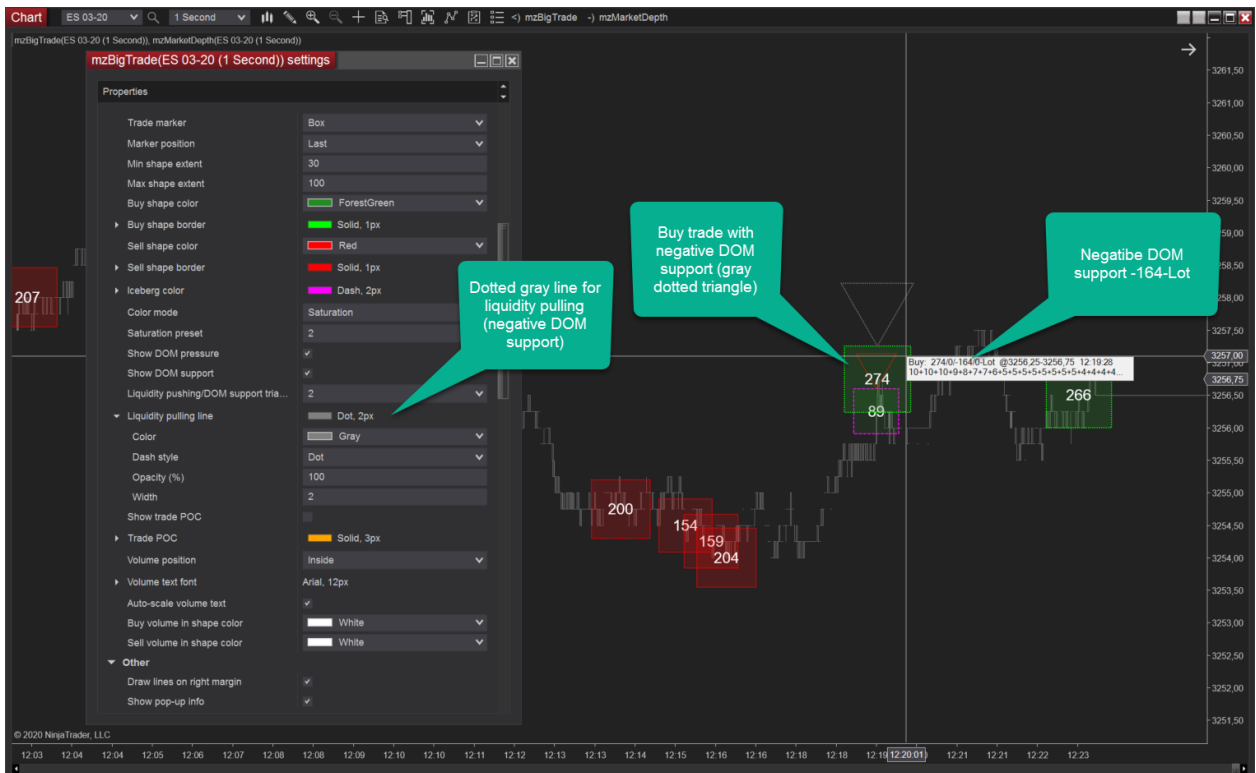 Chart
ES 03-20
1 Second
<) mzBigTrade -) mzMarketDepth
mzBigTrade(ES 03-20 (1 Second)), mzMarketDepth(ES 03-20 (1 Second))
mzBigTrade(ES 03-20 (1 Second)) settings
Properties
Trade marker Box
Marker position Last
Min shape extent 30
Max shape extent 100
Buy shape color ForestGreen
Buy shape border Solid, 1px
Sell shape color Red
Sell shape border Solid, 1px
Iceberg color Dash, 2px
Color mode Saturation
Saturation preset 2
Show DOM pressure
Show DOM support
Liquidity pushing/DOM support tria... 2
Liquidity pulling line Dot, 2px
Color Gray
Dash style Dot
Opacity (%) 100
Width 2
Show trade POC
Trade POC Solid, 3px
Volume position Inside
Volume text font Arial, 12px
Auto-scale volume text
Buy volume in shape color White
Sell volume in shape color White
Other
Draw lines on right margin
Show pop-up info
Dotted gray line for
liquidity pulling
(negative DOM
support)
Buy trade with
negative DOM
support (gray
dotted triangle)
Negatibe DOM
support -164-Lot
Buy: 274/0/-164/0-Lot @3256,25-3256,75 12:19:28
10+10+10+9+8+7+7+6+5+5+5+5+5+5+5+5+4+4+4+4...
207
200
154
159
204
274
89
266
3261,50
3261,00
3260,50
3260,00
3259,50
3259,00
3258,50
3258,00
3257,50
3257,00
3256,75
3256,50
3256,00
3255,50
3255,00
3254,50
3254,00
3253,50
3253,00
3252,50
3252,00
3251,50
© 2020 NinjaTrader, LLC
12:03 12:04 12:04 12:05 12:06 12:07 12:08 12:08 12:09 12:10 12:10 12:11 12:12 12:13 12:13 12:14 12:15 12:16 12:16 12:18 12:18 12:19 12:20:01 12:21 12:21 12:22 12:23